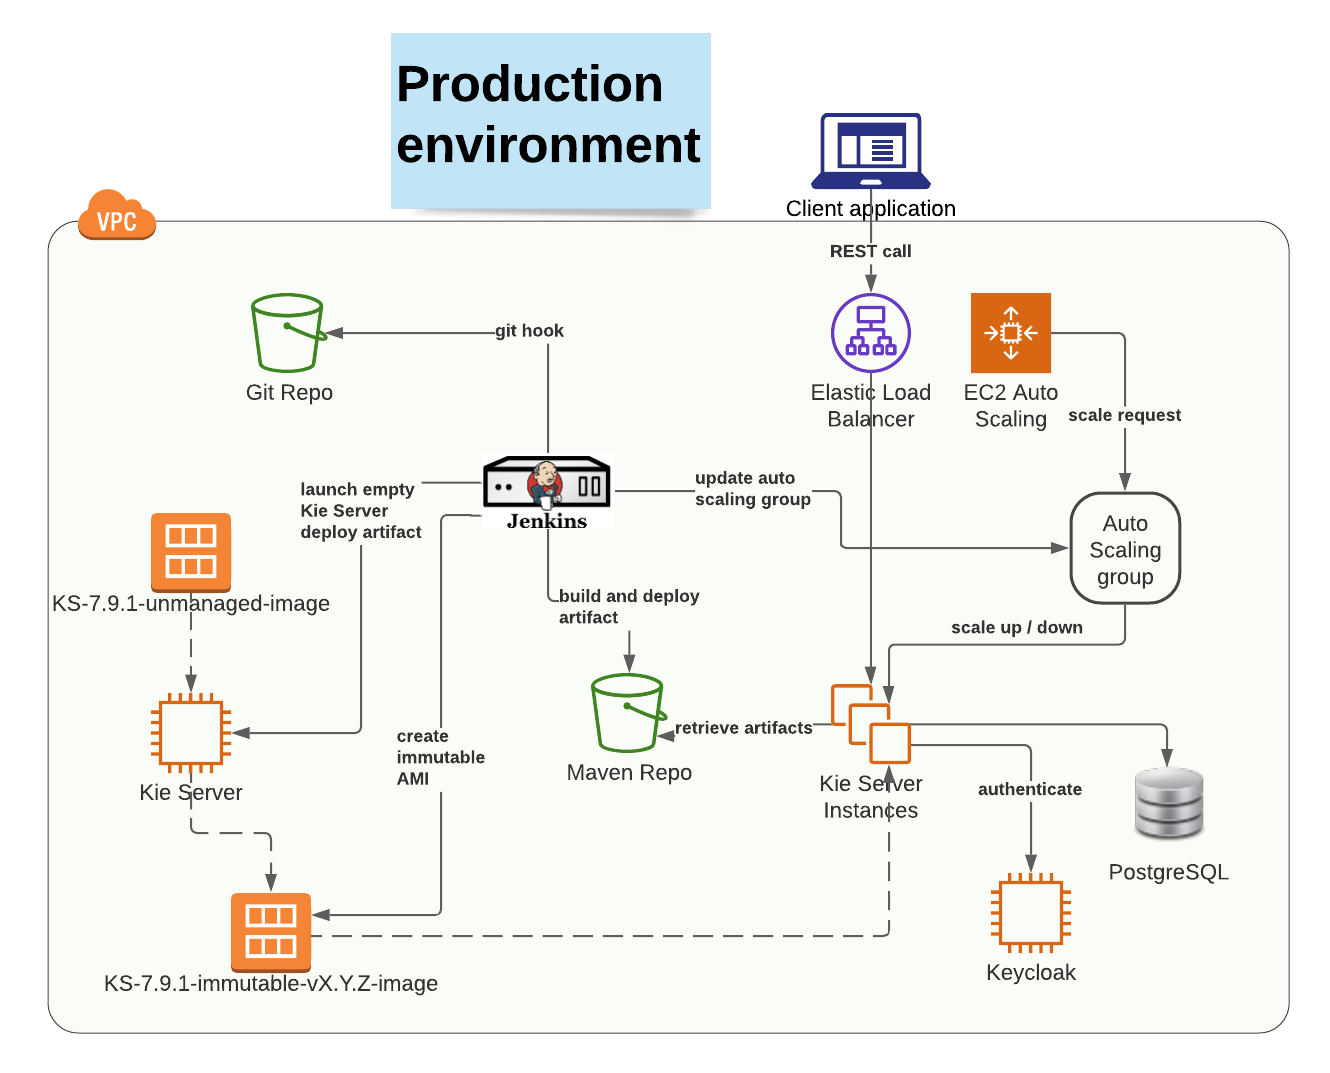 Production
environment
VPC
Client application
REST call
git hook
Git Repo
Elastic Load
Balancer
EC2 Auto
Scaling
scale request
launch empty
Kie Server
deploy artifact
Jenkins
update auto
scaling group
Auto
Scaling
group
KS-7.9.1-unmanaged-image
build and deploy
artifact
scale up / down
create
immutable
AMI
retrieve artifacts
Maven Repo
Kie Server
Kie Server
Instances
authenticate
PostgreSQL
Keycloak
KS-7.9.1-immutable-vX.Y.Z-image